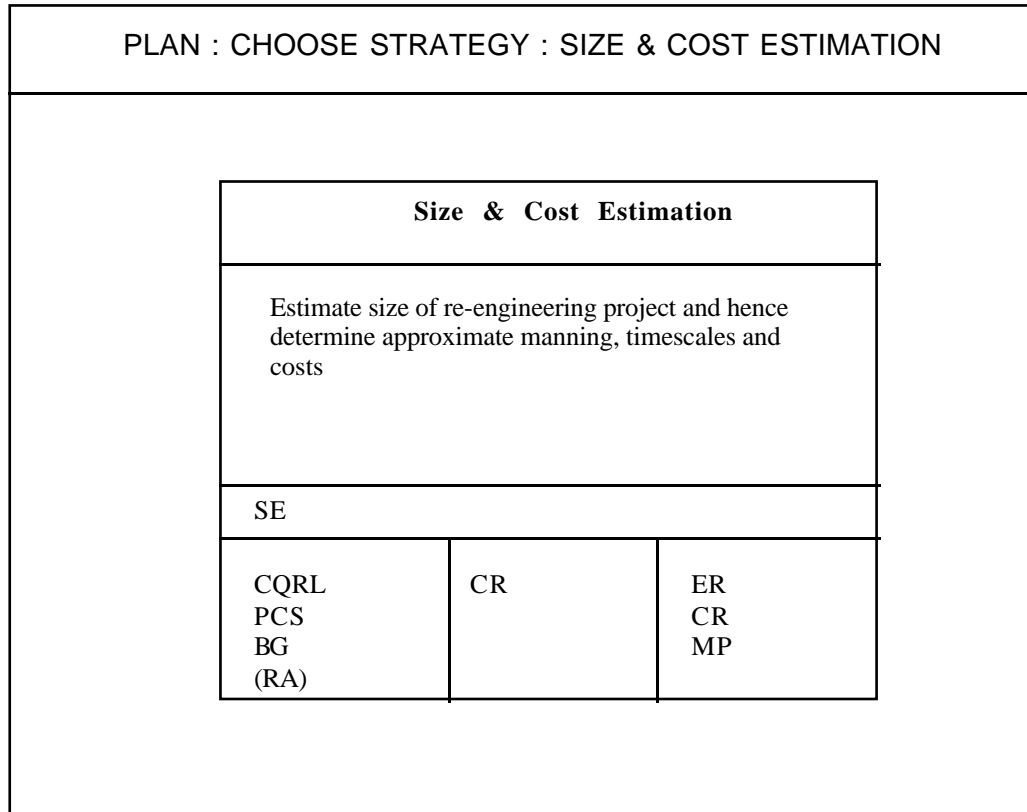 PLAN : CHOOSE STRATEGY : SIZE & COST ESTIMATION
Size & Cost Estimation
Estimate size of re-engineering project and hence
determine approximate manning, timescales and
costs
SE
CQRL
PCS
BG
(RA)
CR
ER
CR
MP